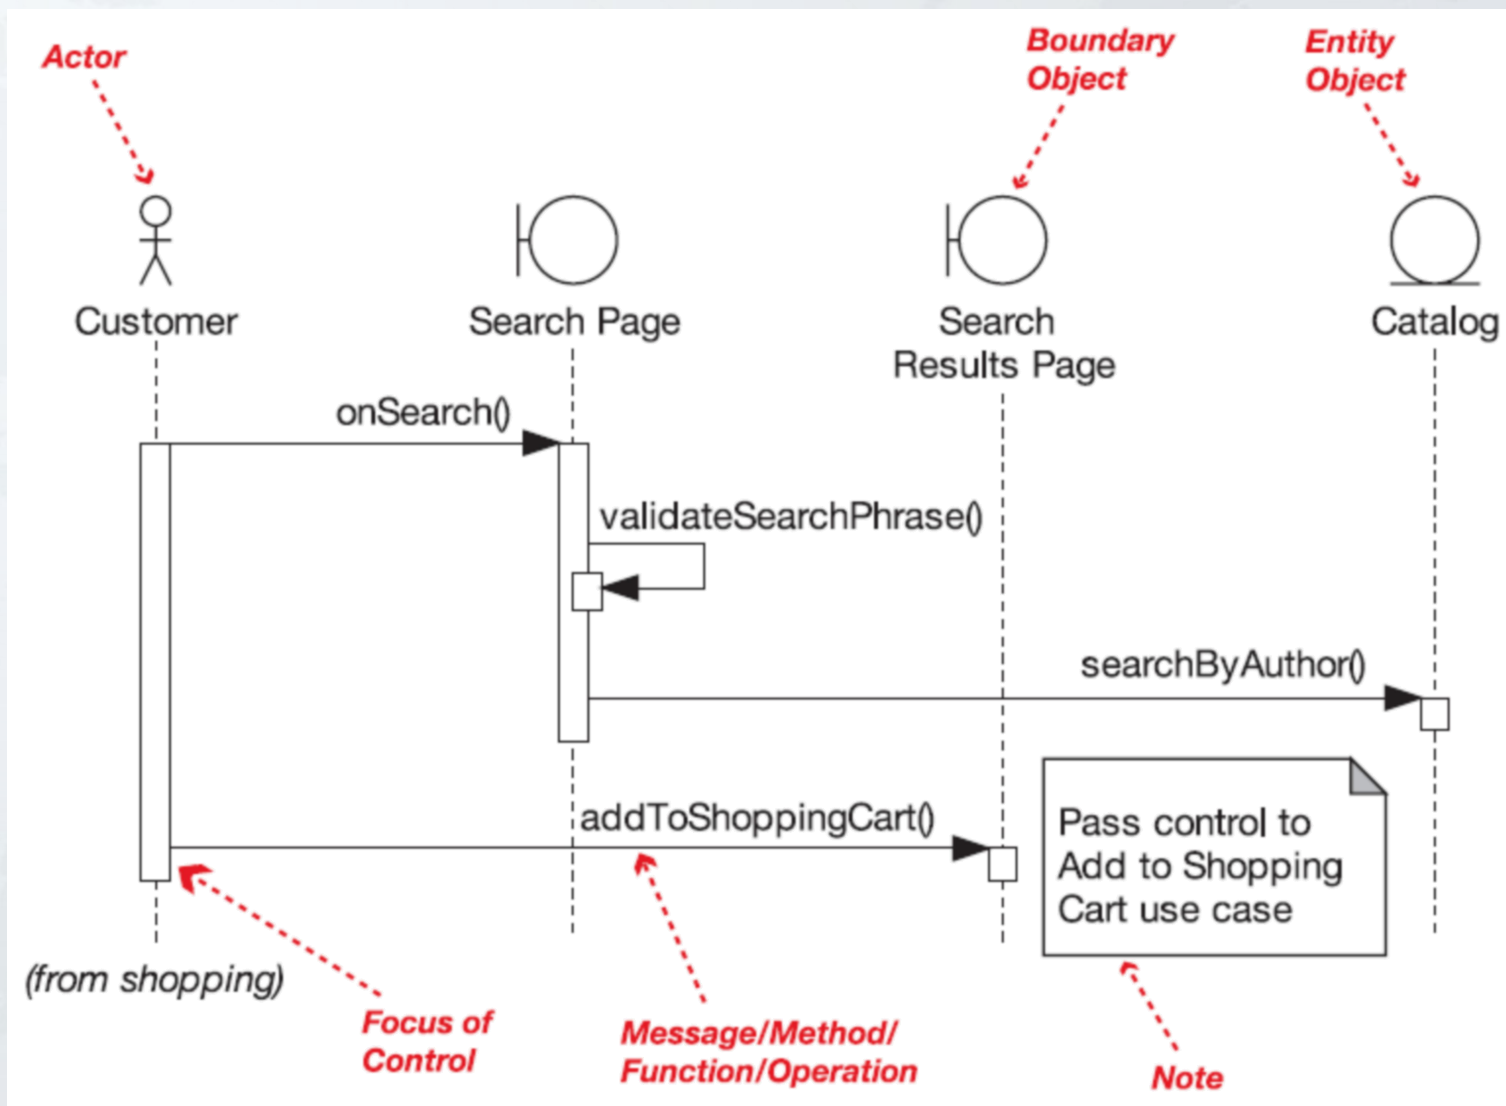 Actor
Boundary
Object
Entity
Object
Customer
Search Page
Search
Results Page
Catalog
onSearch()
validateSearchPhrase()
searchByAuthor()
addToShoppingCart()
Pass control to
Add to Shopping
Cart use case
(from shopping)
Focus of
Control
Message/Method/
Function/Operation
Note